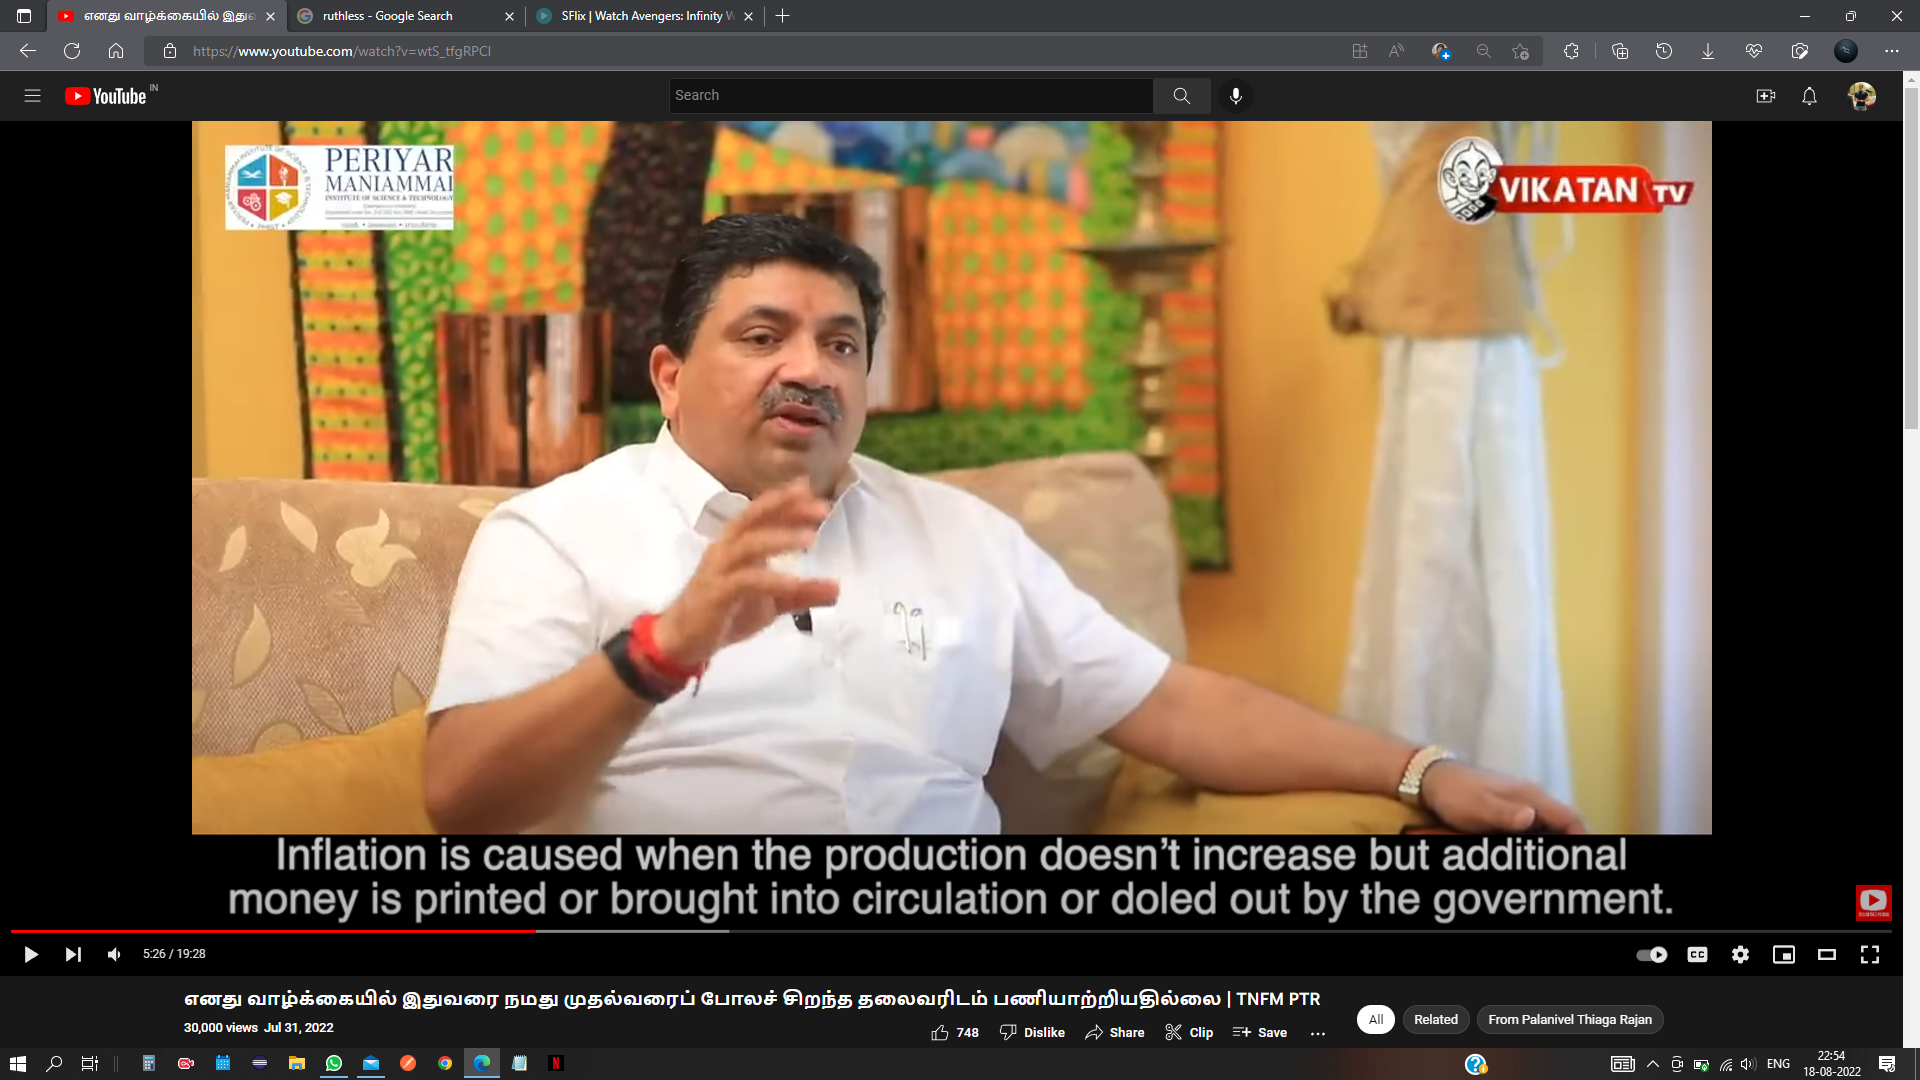 எனது வாழ்க்கையில் இதுவ
ruthless - Google Search
SFlix | Watch Avengers: Infinity W
https://www.youtube.com/watch?v=wtS_tfgRPCI
YouTube IN
Search
PERIYAR
MANIAMMAI
INSTITUTE OF SCIENCE & TECHNOLOGY
VIKATAN TV
Inflation is caused when the production doesn't increase but additional
money is printed or brought into circulation or doled out by the government.
SUBSCRIBE
5:26 / 19:28
CC
எனது வாழ்க்கையில் இதுவரை நமது முதல்வரைப் போலச் சிறந்த தலைவரிடம் பணியாற்றியதில்லை | TNFM PTR
30,000 views Jul 31, 2022
748 Dislike Share Clip Save
All Related From Palanivel Thiaga Rajan
ENG
22:54
18-08-2022